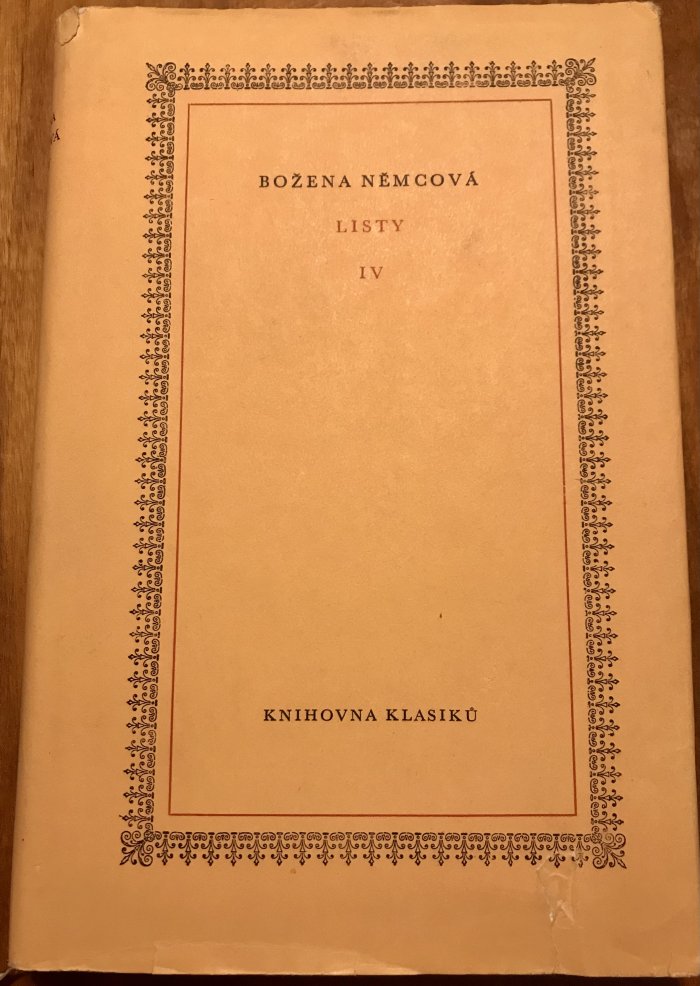 BOŽENA NĚMCOVÁ
LISTY
IV
KNIHOVNA KLASIKŮ